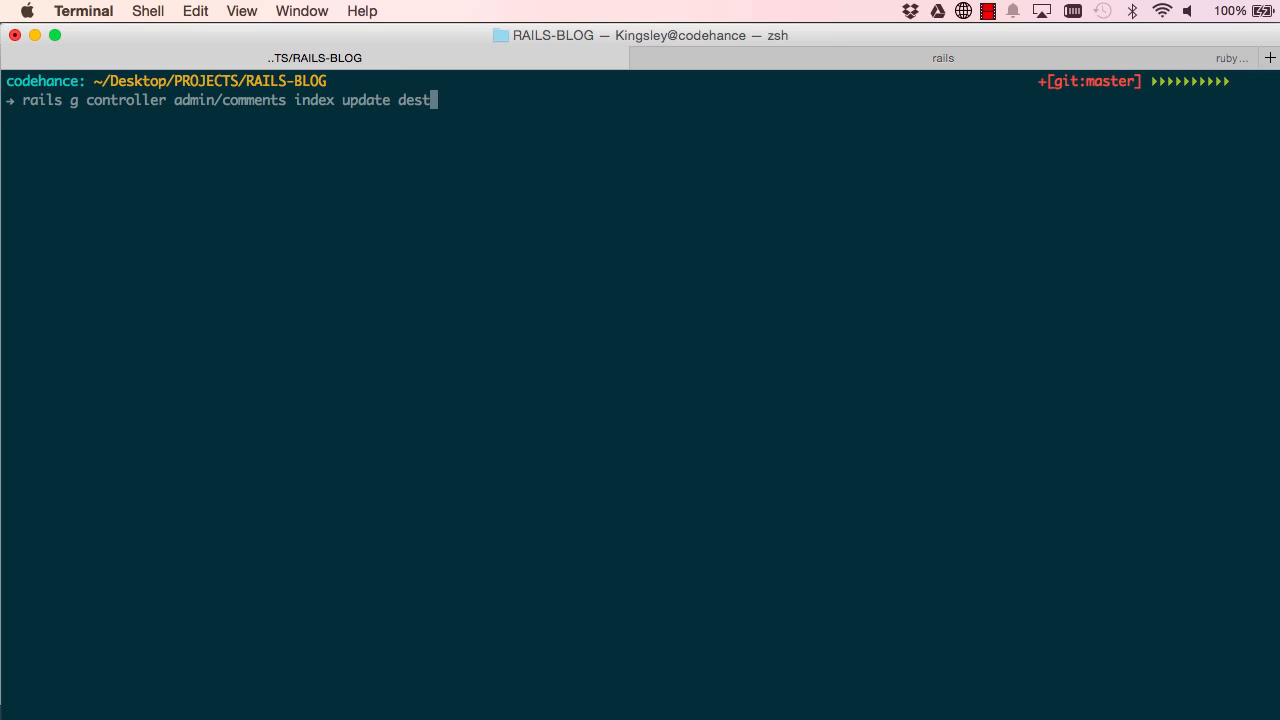 Terminal Shell Edit View Window Help 100%
RAILS-BLOG — Kingsley@codehance — zsh
..TS/RAILS-BLOG rails ruby...
codehance: ~/Desktop/PROJECTS/RAILS-BLOG +[git:master]
→ rails g controller admin/comments index update dest